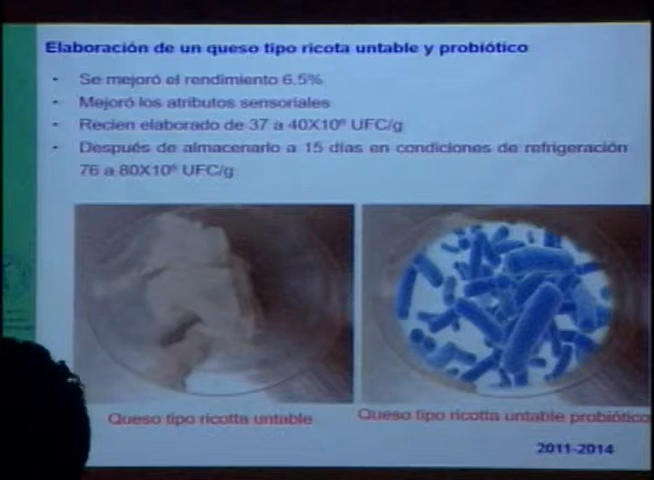 Elaboración de un queso tipo ricota untable y probiótico
• Se mejoró el rendimiento 6.5%
• Mejoró los atributos sensoriales
• Recien elaborado de 37 a 40X10⁶ UFC/g
• Después de almacenarlo a 15 días en condiciones de refrigeración
76 a 80X10⁶ UFC/g
Queso tipo ricotta untable
Queso tipo ricotta untable probiótico
2011-2014